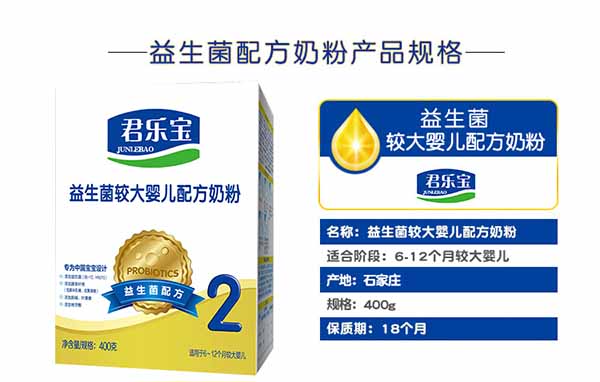 益生菌配方奶粉产品规格
君乐宝
JUNLEBAO
益生菌较大婴儿配方奶粉
专为中国宝宝设计
PROBIOTICS
益生菌配方
2
净含量/规格：400克
适用于6～12个月较大婴儿
益生菌
较大婴儿配方奶粉
君乐宝
JUNLEBAO
名称：益生菌较大婴儿配方奶粉
适合阶段：6-12个月较大婴儿
产地：石家庄
规格：400g
保质期：18个月